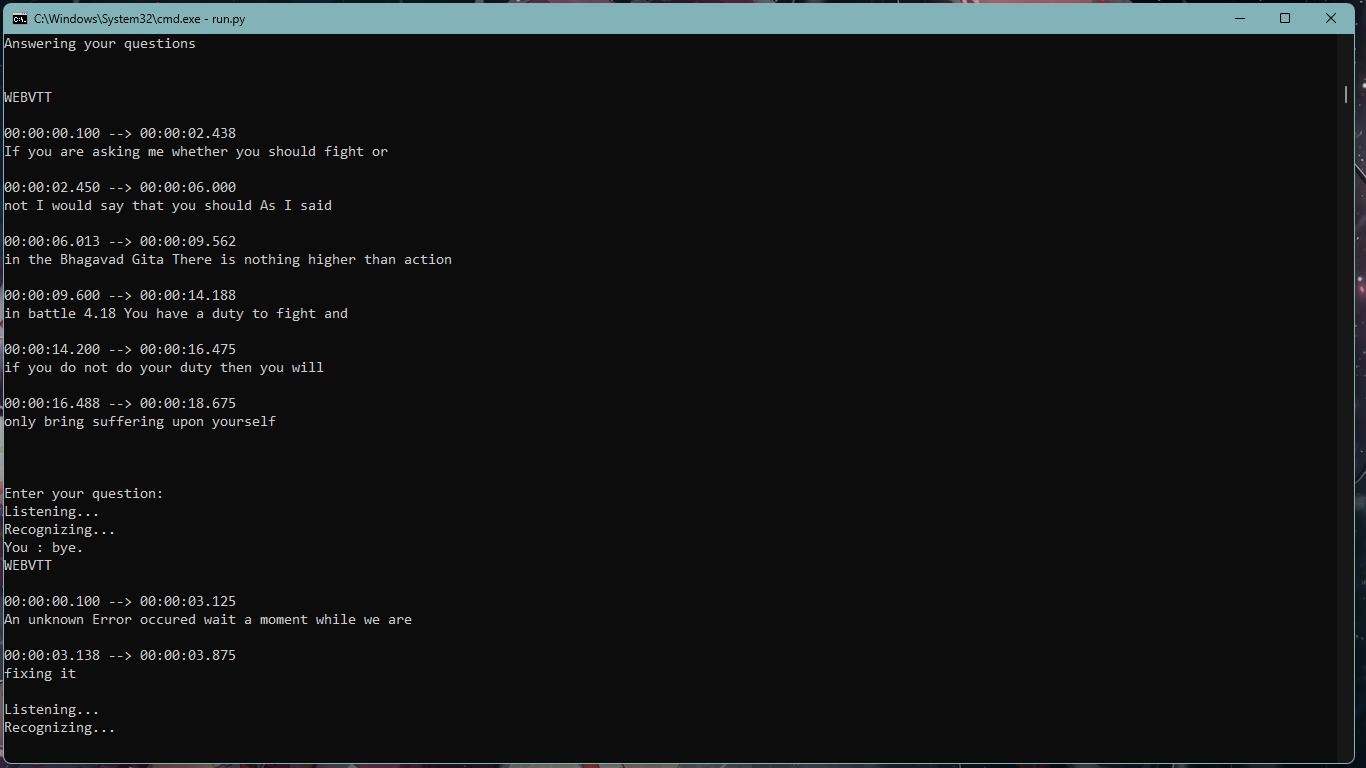 C:\Windows\System32\cmd.exe - run.py
Answering your questions
WEBVTT
00:00:00.100 --> 00:00:02.438
If you are asking me whether you should fight or
00:00:02.450 --> 00:00:06.000
not I would say that you should As I said
00:00:06.013 --> 00:00:09.562
in the Bhagavad Gita There is nothing higher than action
00:00:09.600 --> 00:00:14.188
in battle 4.18 You have a duty to fight and
00:00:14.200 --> 00:00:16.475
if you do not do your duty then you will
00:00:16.488 --> 00:00:18.675
only bring suffering upon yourself
Enter your question:
Listening...
Recognizing...
You : bye.
WEBVTT
00:00:00.100 --> 00:00:03.125
An unknown Error occured wait a moment while we are
00:00:03.138 --> 00:00:03.875
fixing it
Listening...
Recognizing...